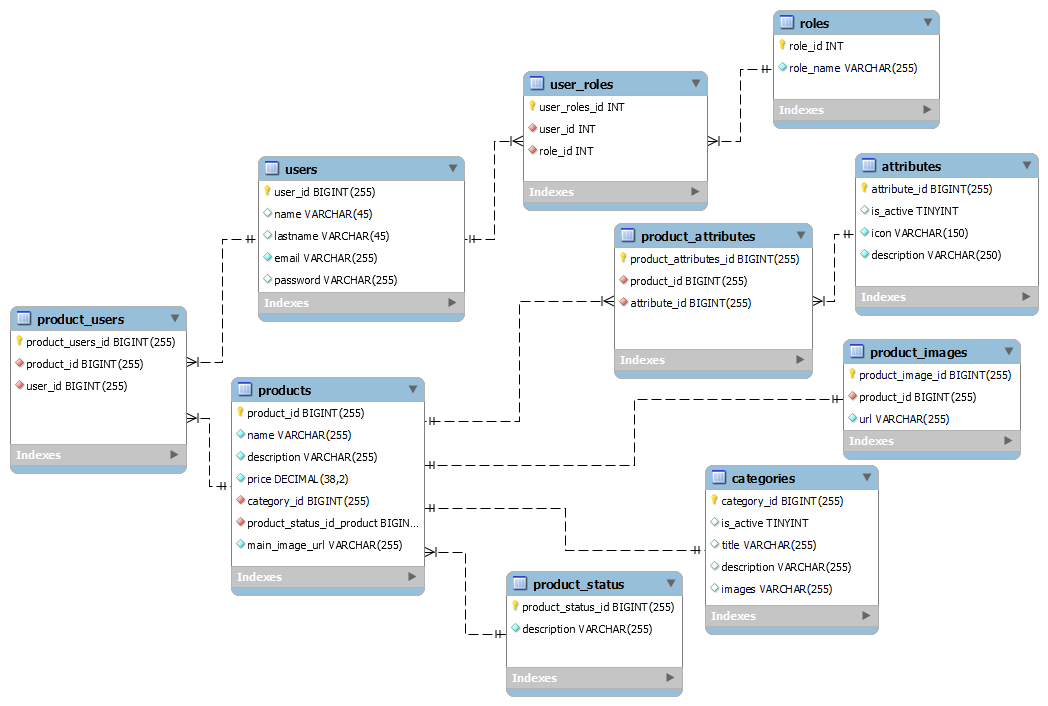 roles
role_id INT
role_name VARCHAR(255)
Indexes
user_roles
user_roles_id INT
user_id INT
role_id INT
Indexes
users
user_id BIGINT(255)
name VARCHAR(45)
lastname VARCHAR(45)
email VARCHAR(255)
password VARCHAR(255)
Indexes
attributes
attribute_id BIGINT(255)
is_active TINYINT
icon VARCHAR(150)
description VARCHAR(250)
Indexes
product_attributes
product_attributes_id BIGINT(255)
product_id BIGINT(255)
attribute_id BIGINT(255)
Indexes
product_users
product_users_id BIGINT(255)
product_id BIGINT(255)
user_id BIGINT(255)
Indexes
products
product_id BIGINT(255)
name VARCHAR(255)
description VARCHAR(255)
price DECIMAL(38,2)
category_id BIGINT(255)
product_status_id_product BIGIN...
main_image_url VARCHAR(255)
Indexes
product_images
product_image_id BIGINT(255)
product_id BIGINT(255)
url VARCHAR(255)
Indexes
categories
category_id BIGINT(255)
is_active TINYINT
title VARCHAR(255)
description VARCHAR(255)
images VARCHAR(255)
Indexes
product_status
product_status_id BIGINT(255)
description VARCHAR(255)
Indexes